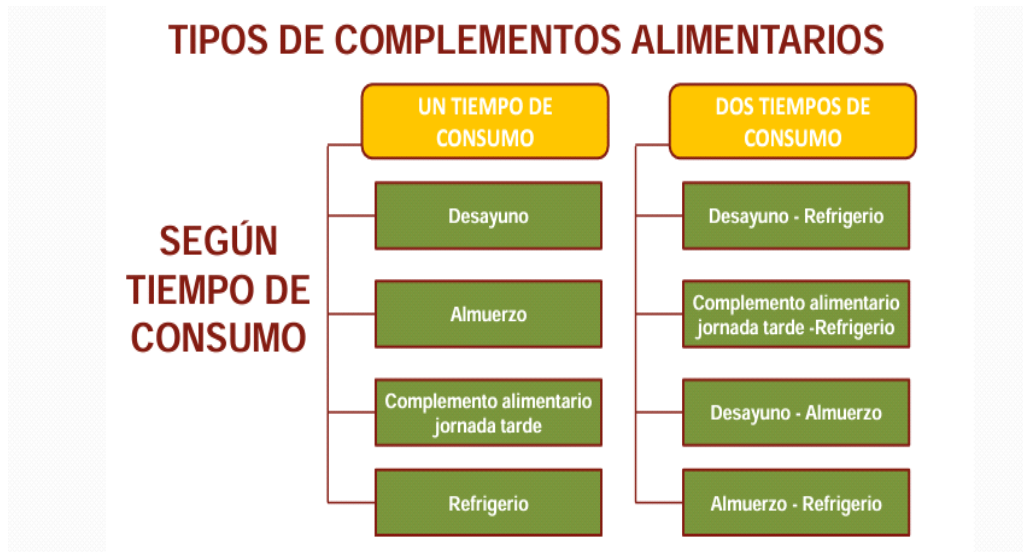 TIPOS DE COMPLEMENTOS ALIMENTARIOS
SEGÚN
TIEMPO DE
CONSUMO
UN TIEMPO DE
CONSUMO
Desayuno
Almuerzo
Complemento alimentario
jornada tarde
Refrigerio
DOS TIEMPOS DE
CONSUMO
Desayuno - Refrigerio
Complemento alimentario
jornada tarde -Refrigerio
Desayuno - Almuerzo
Almuerzo - Refrigerio